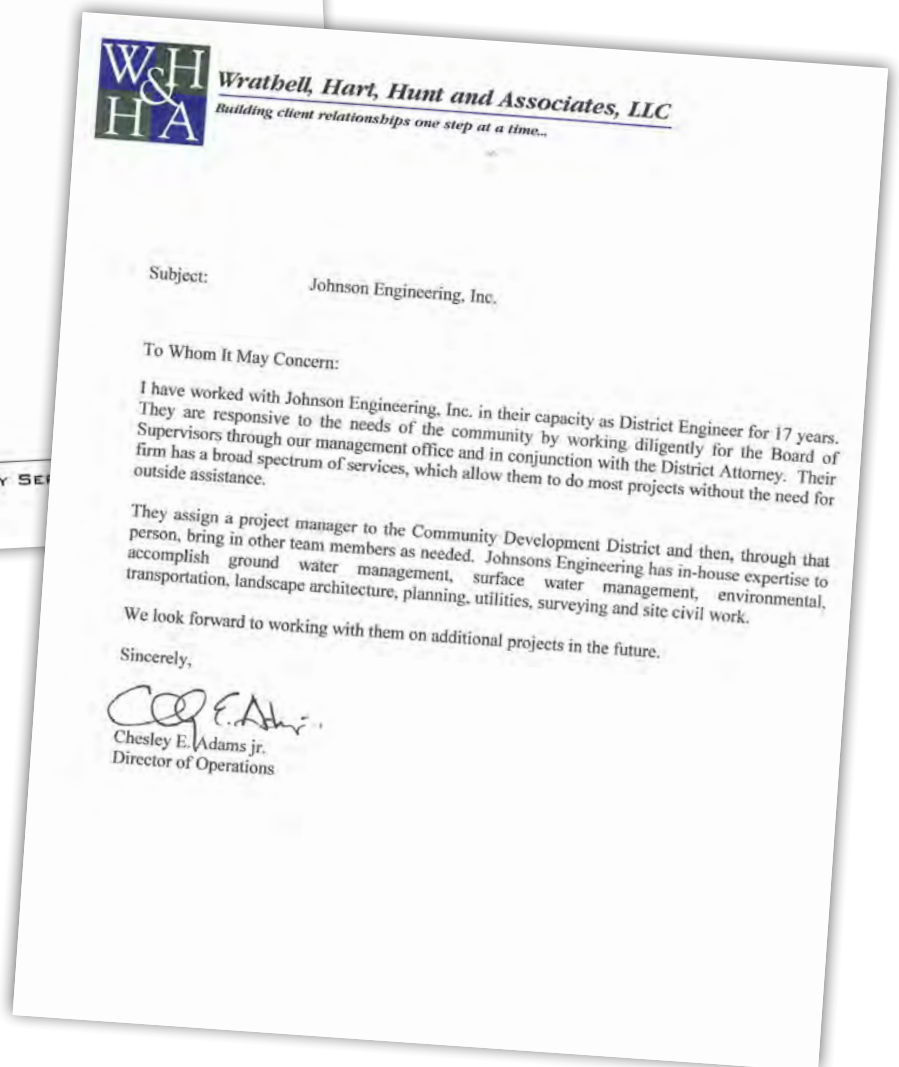 W H
&
H A
Wrathell, Hart, Hunt and Associates, LLC
Building client relationships one step at a time...
Subject: Johnson Engineering, Inc.
To Whom It May Concern:
I have worked with Johnson Engineering, Inc. in their capacity as District Engineer for 17 years.
They are responsive to the needs of the community by working diligently for the Board of
Supervisors through our management office and in conjunction with the District Attorney. Their
firm has a broad spectrum of services, which allow them to do most projects without the need for
outside assistance.
They assign a project manager to the Community Development District and then, through that
person, bring in other team members as needed. Johnsons Engineering has in-house expertise to
accomplish ground water management, surface water management, environmental,
transportation, landscape architecture, planning, utilities, surveying and site civil work.
We look forward to working with them on additional projects in the future.
Sincerely,
Chesley E. Adams jr.
Director of Operations